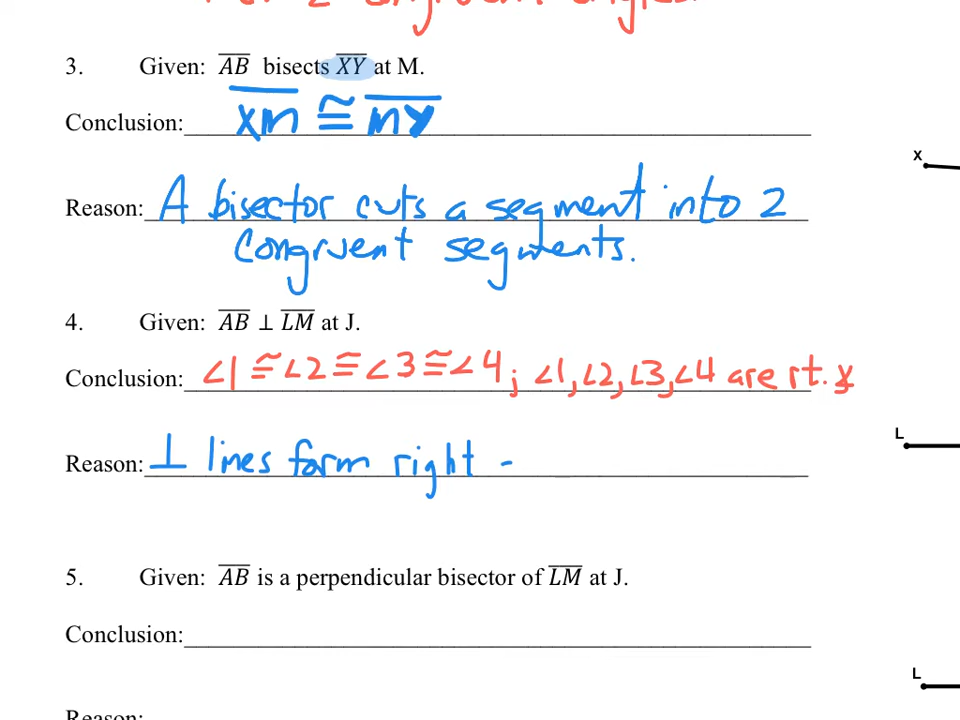 3. Given: AB bisects XY at M.
Conclusion: XM ≅ MY
Reason: A bisector cuts a segment into 2
congruent segments.
X
4. Given: AB ⊥ LM at J.
Conclusion: ∠1 ≅ ∠2 ≅ ∠3 ≅ ∠4; ∠1, ∠2, ∠3, ∠4 are rt.
L
Reason: ⊥ lines form right -
5. Given: AB is a perpendicular bisector of LM at J.
Conclusion:
L
Reason: